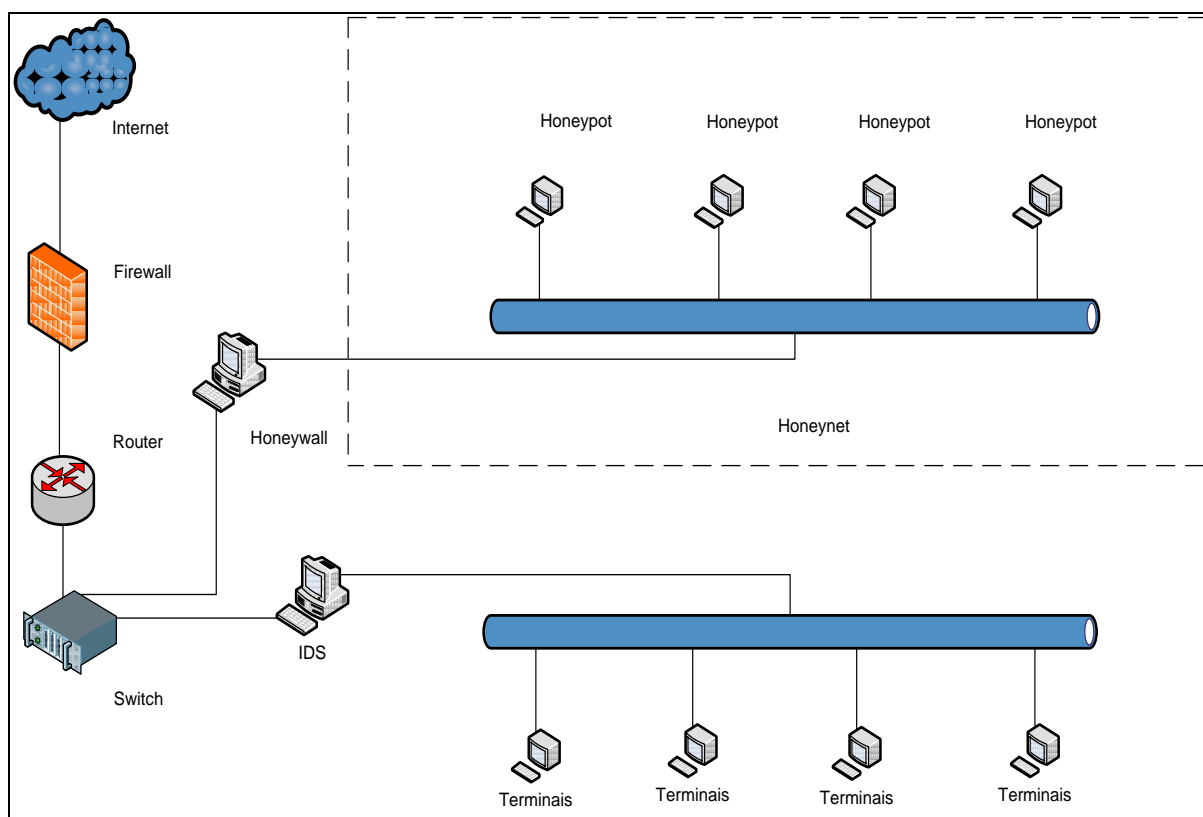 Honeypot
Honeypot
Honeypot
Honeypot
Internet
Firewall
Honeynet
Router
Honeywall
IDS
Switch
Terminais
Terminais
Terminais
Terminais